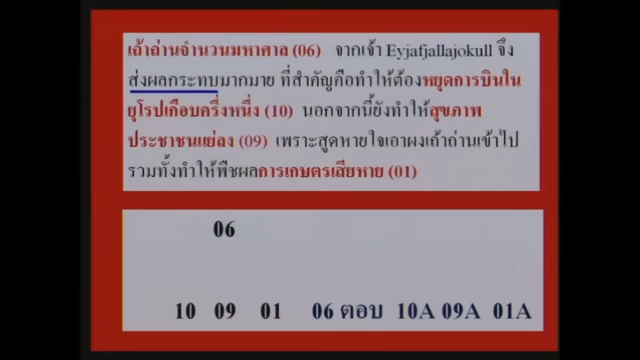 เถ้าถ่านจำนวนมหาศาล (06) จากเจ้า Eyjafjallajokull จึง
ส่งผลกระทบมากมาย ที่สำคัญคือทำให้ต้องหยุดการบินใน
ยุโรปเกือบครึ่งหนึ่ง (10) นอกจากนี้ยังทำให้สุขภาพ
ประชาชนแย่ลง (09) เพราะสูดหายใจเอาผงเถ้าถ่านเข้าไป
รวมทั้งทำให้พืชผลการเกษตรเสียหาย (01)
06
10 09 01 06 ตอบ 10A 09A 01A